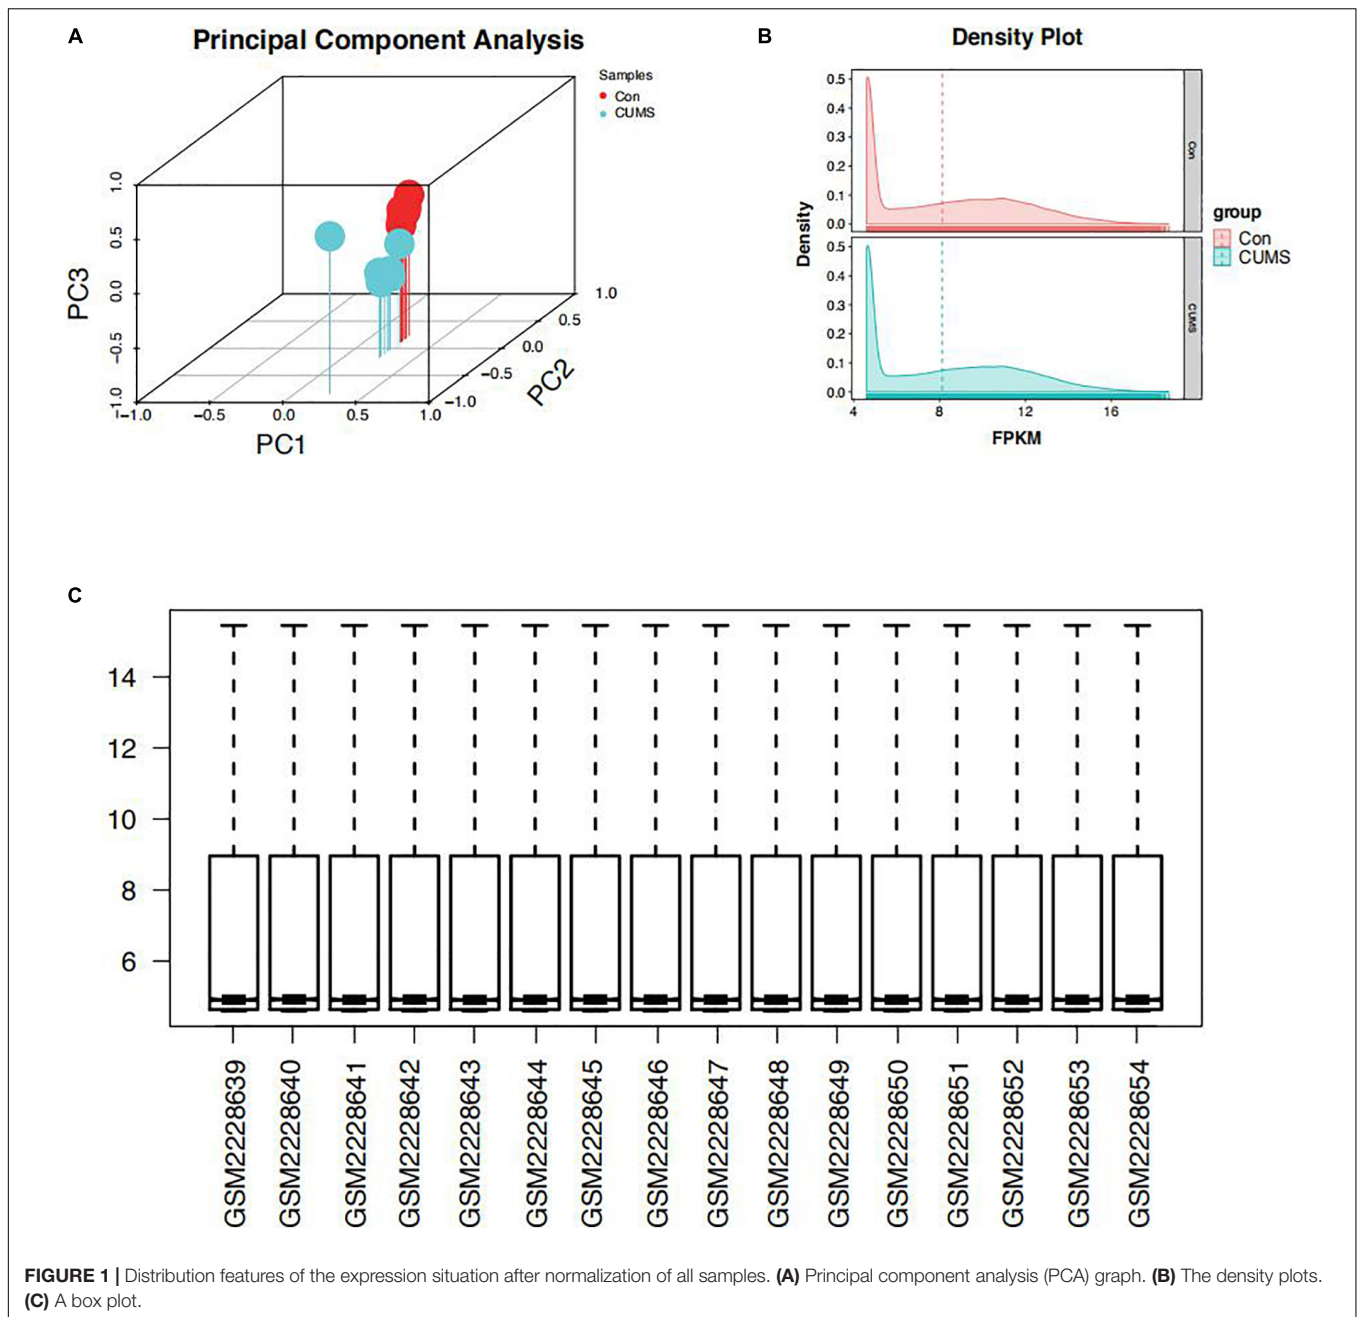 A
Principal Component Analysis
Samples
Con
CUMS
1.0
0.5
0.0
−0.5
−1.0
PC3
−1.0
−0.5
0.0
0.5
1.0
PC1
−1.0
−0.5
0.0
0.5
1.0
PC2
B
Density Plot
0.5
0.4
0.3
0.2
0.1
0.0
Con
0.5
0.4
0.3
0.2
0.1
0.0
CUMS
Density
4
8
12
16
FPKM
group
Con
CUMS
C
14
12
10
8
6
GSM2228639
GSM2228640
GSM2228641
GSM2228642
GSM2228643
GSM2228644
GSM2228645
GSM2228646
GSM2228647
GSM2228648
GSM2228649
GSM2228650
GSM2228651
GSM2228652
GSM2228653
GSM2228654
FIGURE 1 | Distribution features of the expression situation after normalization of all samples. (A) Principal component analysis (PCA) graph. (B) The density plots.
(C) A box plot.